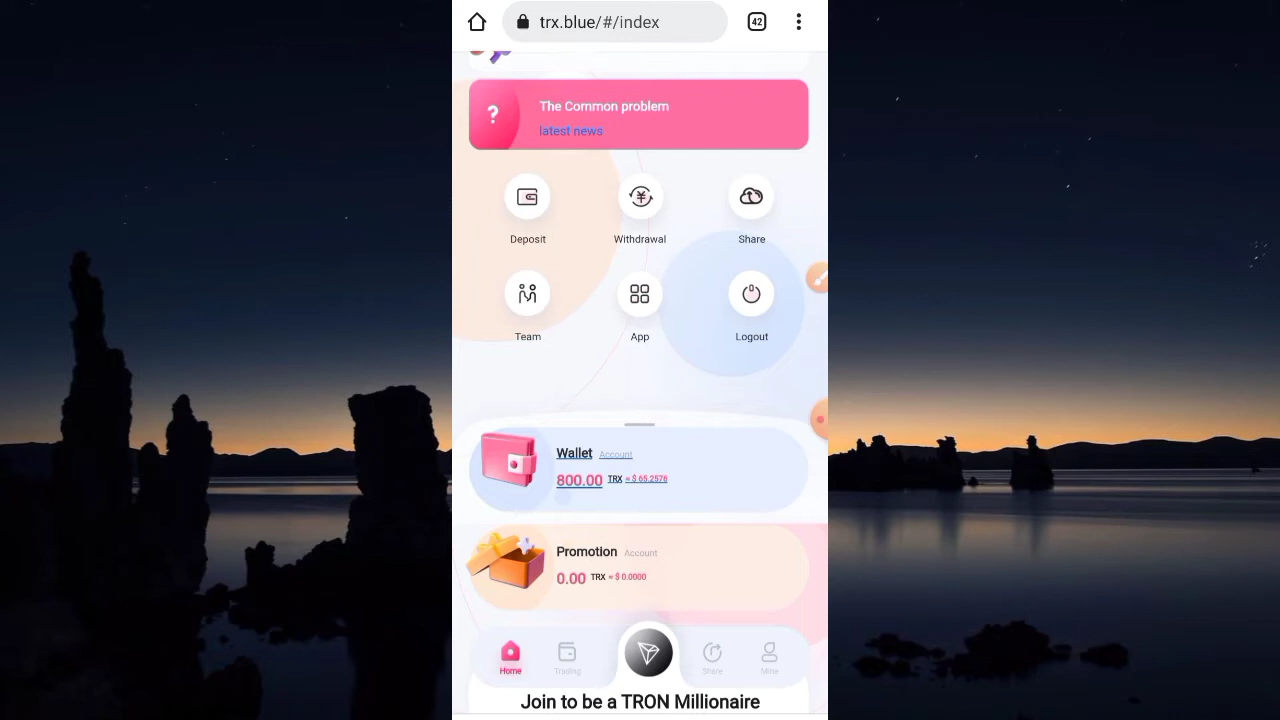 trx.blue/#/index
42
?
The Common problem
latest news
Deposit
Withdrawal
Share
Team
App
Logout
Wallet Account
800.00 TRX ≈ $ 65.2576
Promotion Account
0.00 TRX ≈ $ 0.0000
Home
Trading
Share
Mine
Join to be a TRON Millionaire